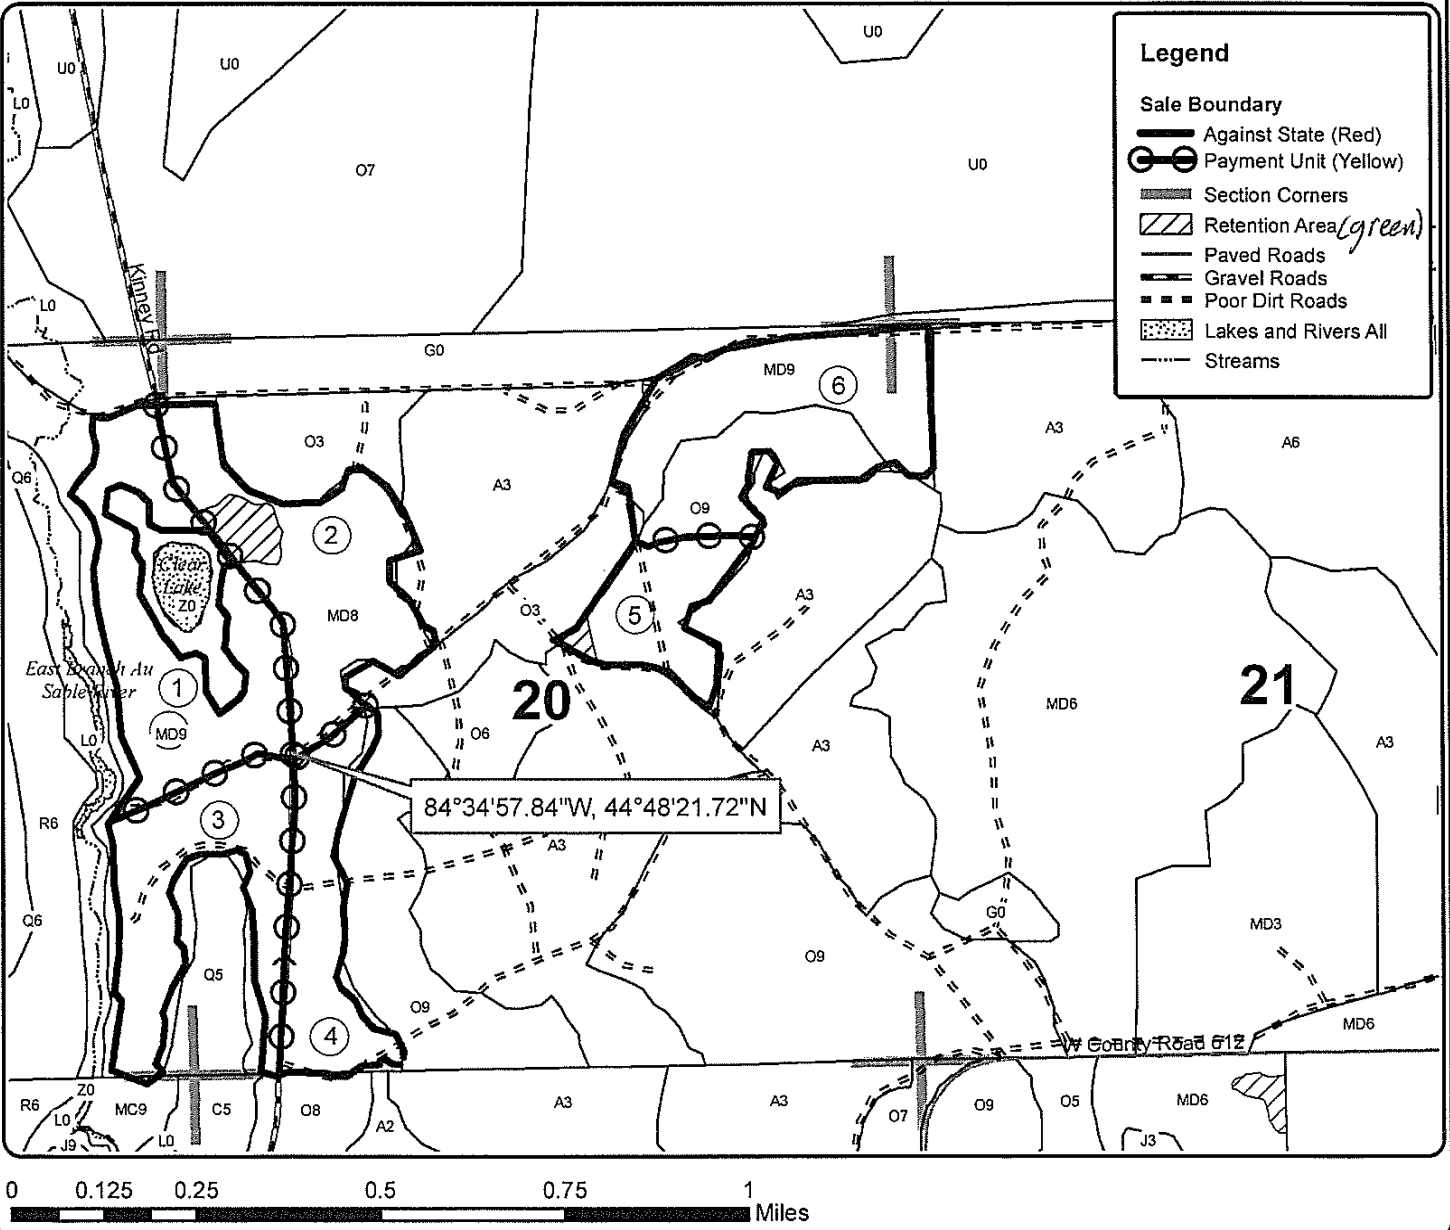 Legend
Sale Boundary
Against State (Red)
Payment Unit (Yellow)
Section Corners
Retention Area (green)
Paved Roads
Gravel Roads
Poor Dirt Roads
Lakes and Rivers All
Streams
U0
U0
U0
L0
O7
U0
Kinney Rd
L0
G0
MD9
6
O3
A3
A3
A6
Q6
2
O9
Clear
Lake
Z0
MD8
O3
5
A3
East Branch Au
Sable River
1
20
21
MD9
MD6
L0
O6
A3
A3
84°34'57.84"W, 44°48'21.72"N
R6
3
A3
Q6
G0
MD3
O9
Q5
O9
4
MD6
W County Road 612
R6
Z0
MC9
C5
O8
A2
A3
A3
O7
O9
O5
MD6
L0
J9
L0
J3
0 0.125 0.25 0.5 0.75 1
Miles